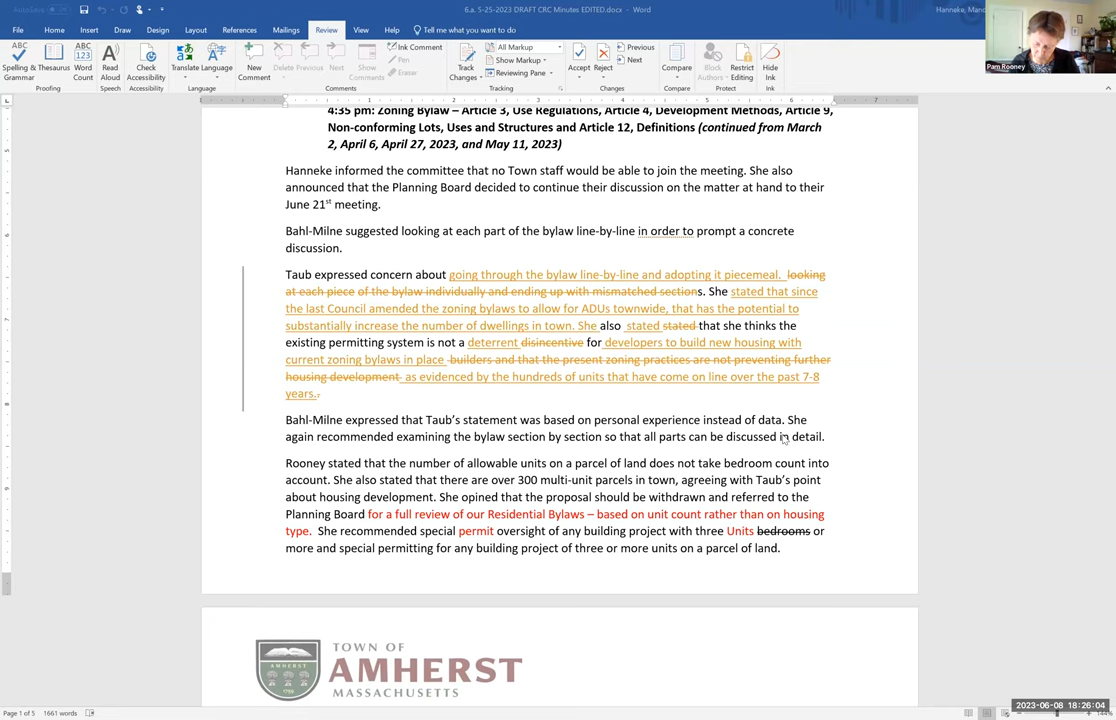 AutoSave
6.a. 5-25-2023 DRAFT CRC Minutes EDITED.docx - Word
File Home Insert Draw Design Layout References Mailings Review View Help Tell me what you want to do
Pam Rooney
Spelling & Grammar
Thesaurus
Word Count
Read Aloud
Check Accessibility
Translate
Language
New Comment
Delete
Previous
Next
Show Comments
Ink Comment
Pen
Eraser
Track Changes
All Markup
Show Markup
Reviewing Pane
Accept
Reject
Previous
Next
Compare
Block Authors
Restrict Editing
Hide Ink
Proofing
Speech
Accessibility
Language
Comments
Tracking
Changes
Compare
Protect
Ink
4:35 pm: Zoning Bylaw – Article 3, Use Regulations, Article 4, Development Methods, Article 9,
Non-conforming Lots, Uses and Structures and Article 12, Definitions (continued from March
2, April 6, April 27, 2023, and May 11, 2023)
Hanneke informed the committee that no Town staff would be able to join the meeting. She also
announced that the Planning Board decided to continue their discussion on the matter at hand to their
June 21st meeting.
Bahl-Milne suggested looking at each part of the bylaw line-by-line in order to prompt a concrete
discussion.
Taub expressed concern about going through the bylaw line-by-line and adopting it piecemeal. looking
at each piece of the bylaw individually and ending up with mismatched sections. She stated that since
the last Council amended the zoning bylaws to allow for ADUs townwide, that has the potential to
substantially increase the number of dwellings in town. She also stated stated that she thinks the
existing permitting system is not a deterrent disincentive for developers to build new housing with
current zoning bylaws in place builders and that the present zoning practices are not preventing further
housing development as evidenced by the hundreds of units that have come on line over the past 7-8
years..
Bahl-Milne expressed that Taub's statement was based on personal experience instead of data. She
again recommended examining the bylaw section by section so that all parts can be discussed in detail.
Rooney stated that the number of allowable units on a parcel of land does not take bedroom count into
account. She also stated that there are over 300 multi-unit parcels in town, agreeing with Taub's point
about housing development. She opined that the proposal should be withdrawn and referred to the
Planning Board for a full review of our Residential Bylaws – based on unit count rather than on housing
type. She recommended special permit oversight of any building project with three Units bedrooms or
more and special permitting for any building project of three or more units on a parcel of land.
TOWN OF
AMHERST
MASSACHUSETTS
Page 1 of 5 1661 words
2023-06-08 18:26:04
144%